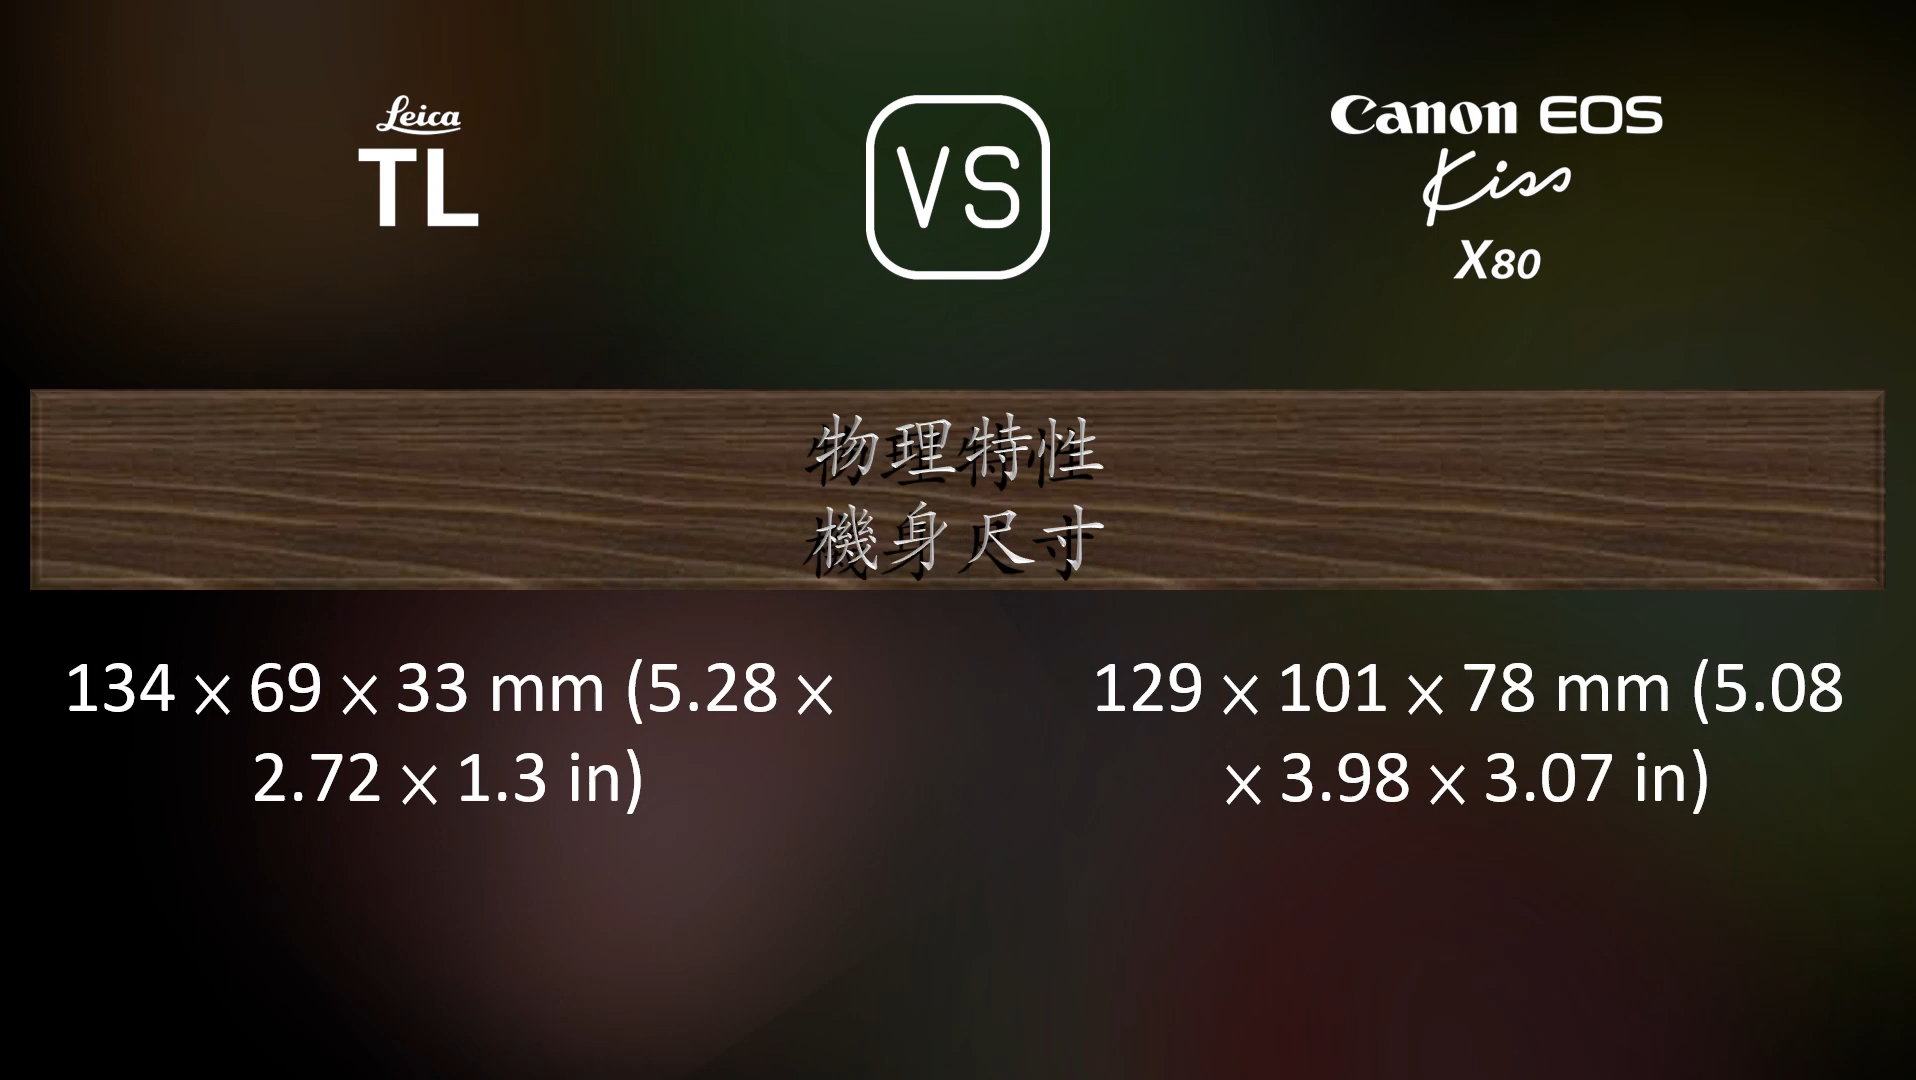 Leica
TL
VS
Canon EOS
Kiss
X80
物理特性
機身尺寸
134 x 69 x 33 mm (5.28 x
2.72 x 1.3 in)
129 x 101 x 78 mm (5.08
x 3.98 x 3.07 in)